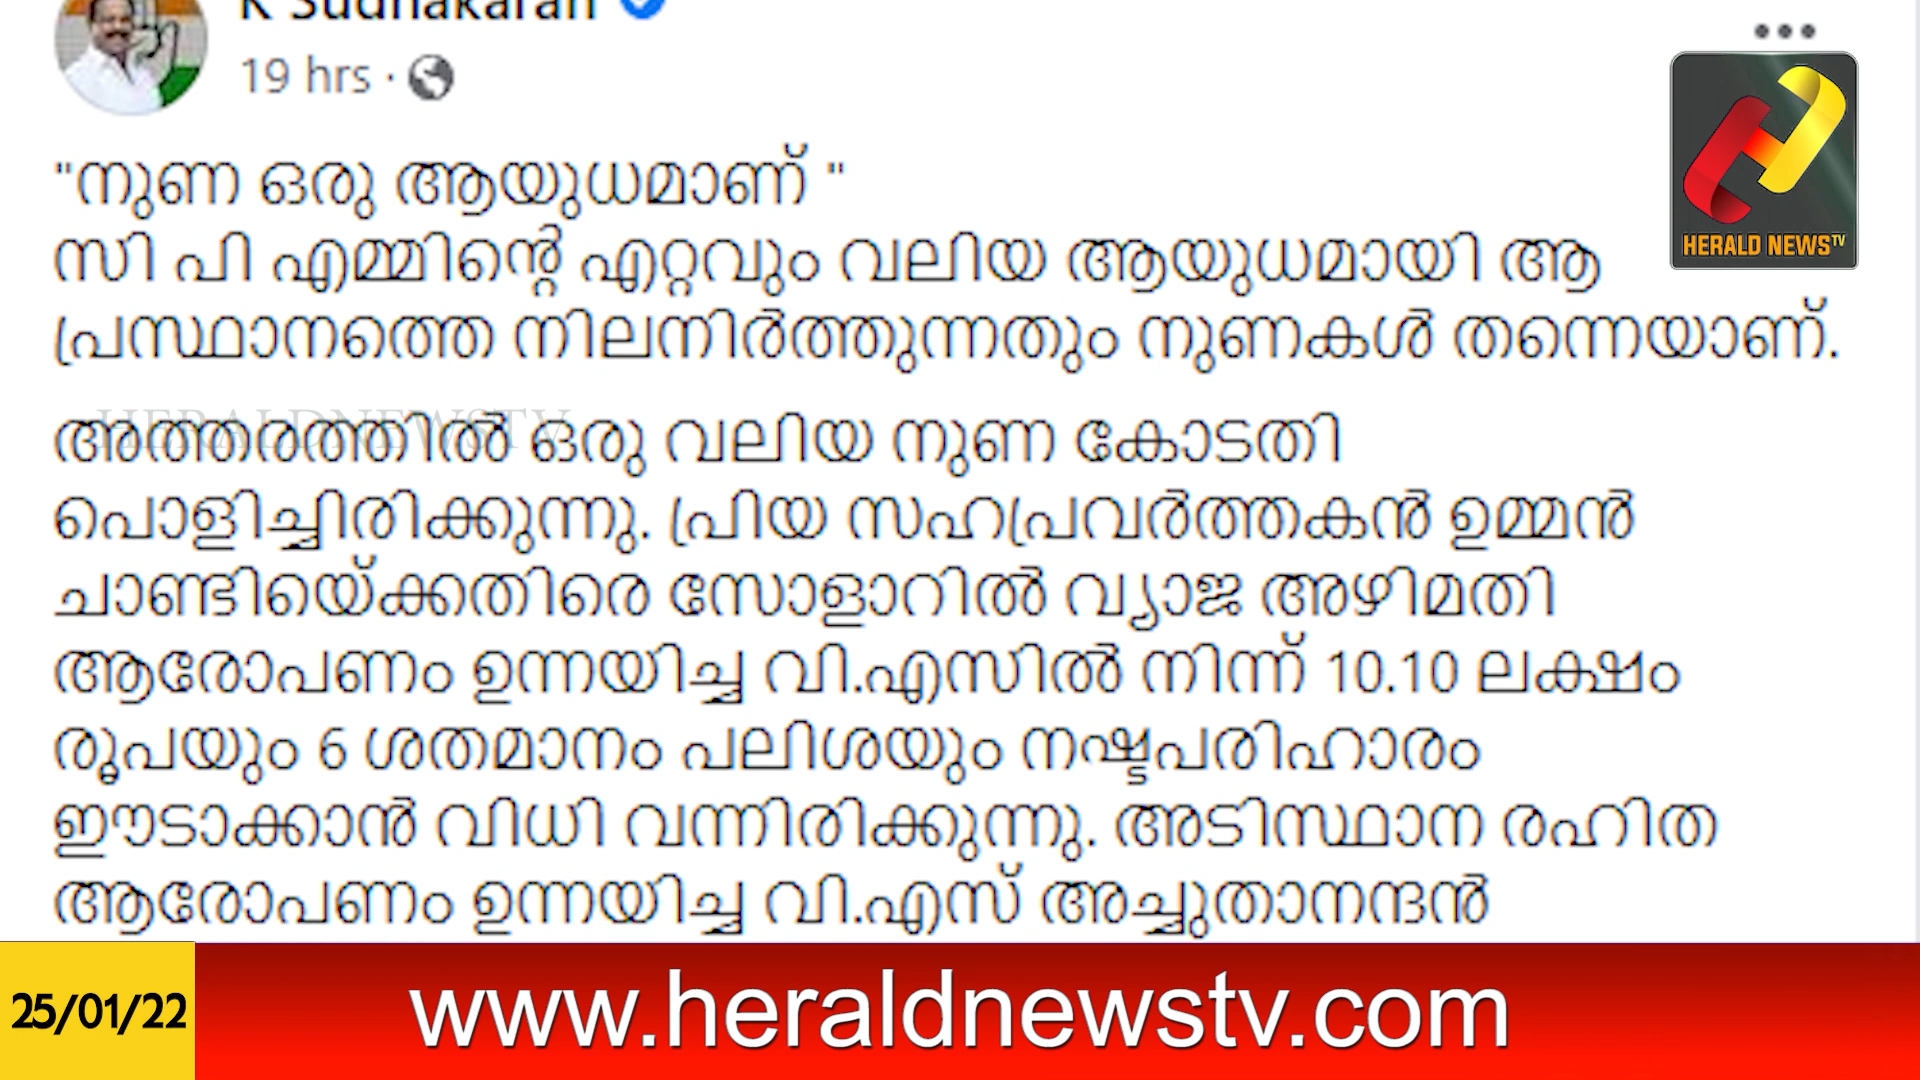 K Sudhakaran
19 hrs ·
HERALD NEWS TV
"നുണ ഒരു ആയുധമാണ് "
സി പി എമ്മിന്റെ എറ്റവും വലിയ ആയുധമായി ആ
പ്രസ്ഥാനത്തെ നിലനിർത്തുന്നതും നുണകൾ തന്നെയാണ്.
HERALDNEWSTV
അത്തരത്തിൽ ഒരു വലിയ നുണ കോടതി
പൊളിച്ചിരിക്കുന്നു. പ്രിയ സഹപ്രവർത്തകൻ ഉമ്മൻ
ചാണ്ടിയ്ക്കെതിരെ സോളാറിൽ വ്യാജ അഴിമതി
ആരോപണം ഉന്നയിച്ച വി.എസിൽ നിന്ന് 10.10 ലക്ഷം
രൂപയും 6 ശതമാനം പലിശയും നഷ്ടപരിഹാരം
ഈടാക്കാൻ വിധി വന്നിരിക്കുന്നു. അടിസ്ഥാന രഹിത
ആരോപണം ഉന്നയിച്ച വി.എസ് അച്ചുതാനന്ദൻ
25/01/22
www.heraldnewstv.com